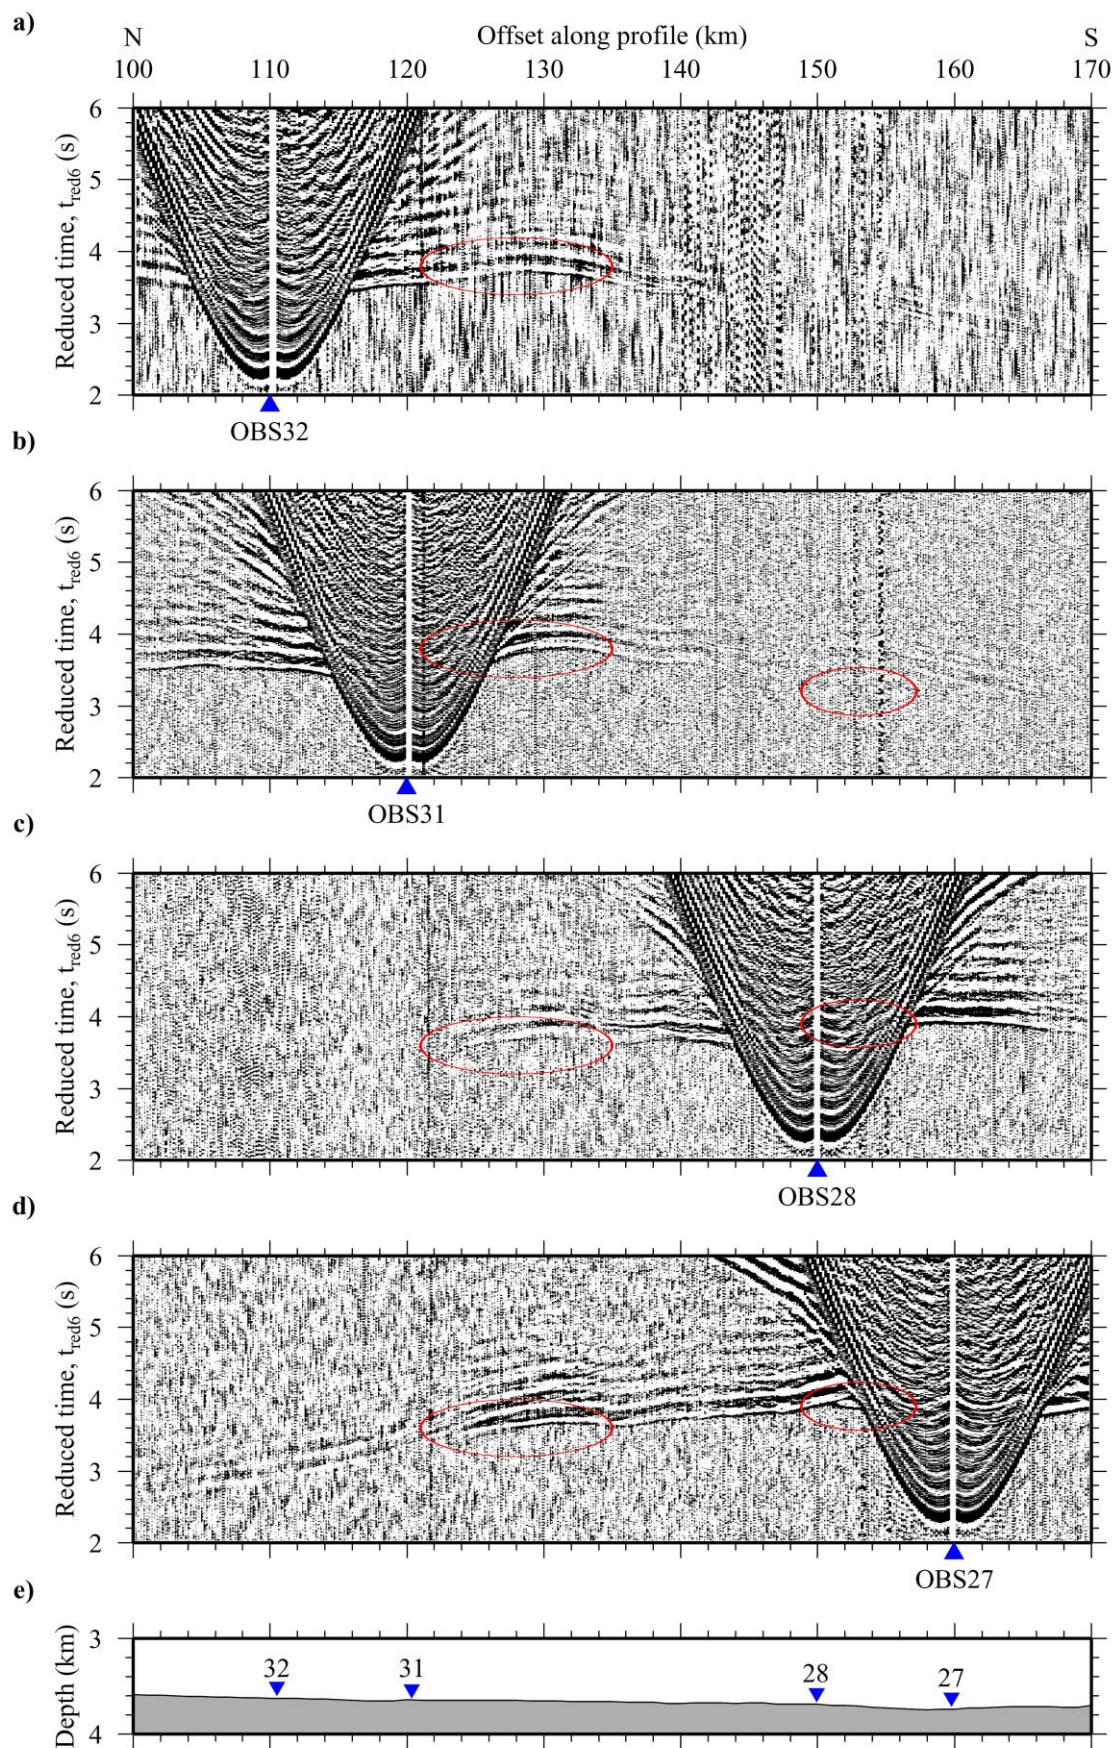 a)
N Offset along profile (km) S
100 110 120 130 140 150 160 170
6
5
4
3
2
Reduced time, tred6 (s)
OBS32
b)
6
5
4
3
2
Reduced time, tred6 (s)
OBS31
c)
6
5
4
3
2
Reduced time, tred6 (s)
OBS28
d)
6
5
4
3
2
Reduced time, tred6 (s)
OBS27
e)
3
4
Depth (km)
32 31 28 27